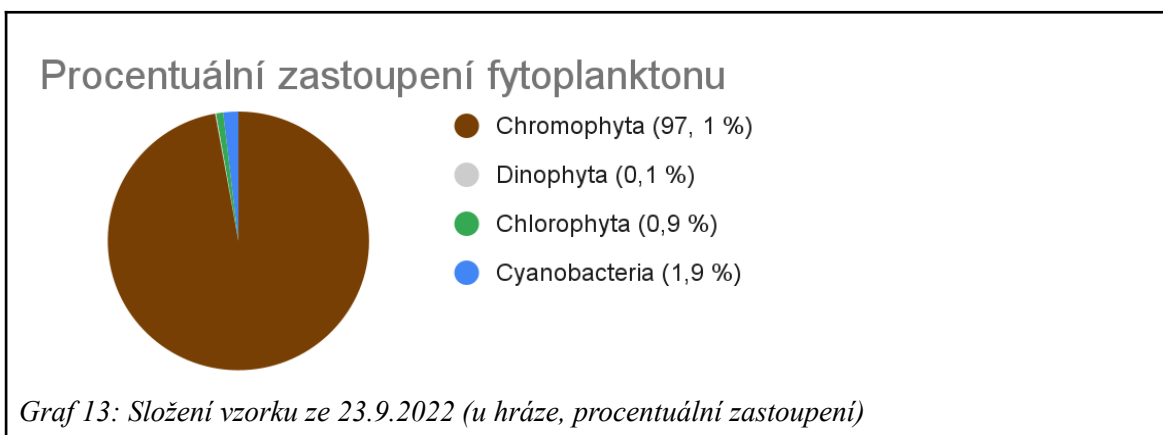 Procentuální zastoupení fytoplanktonu
Chromophyta (97, 1 %)
Dinophyta (0,1 %)
Chlorophyta (0,9 %)
Cyanobacteria (1,9 %)
Graf 13: Složení vzorku ze 23.9.2022 (u hráze, procentuální zastoupení)